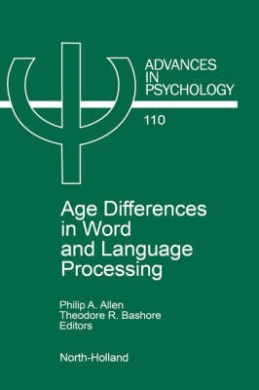 ADVANCES
IN
PSYCHOLOGY
110
Age Differences
in Word
and Language
Processing
Philip A. Allen
Theodore R. Bashore
Editors
North-Holland